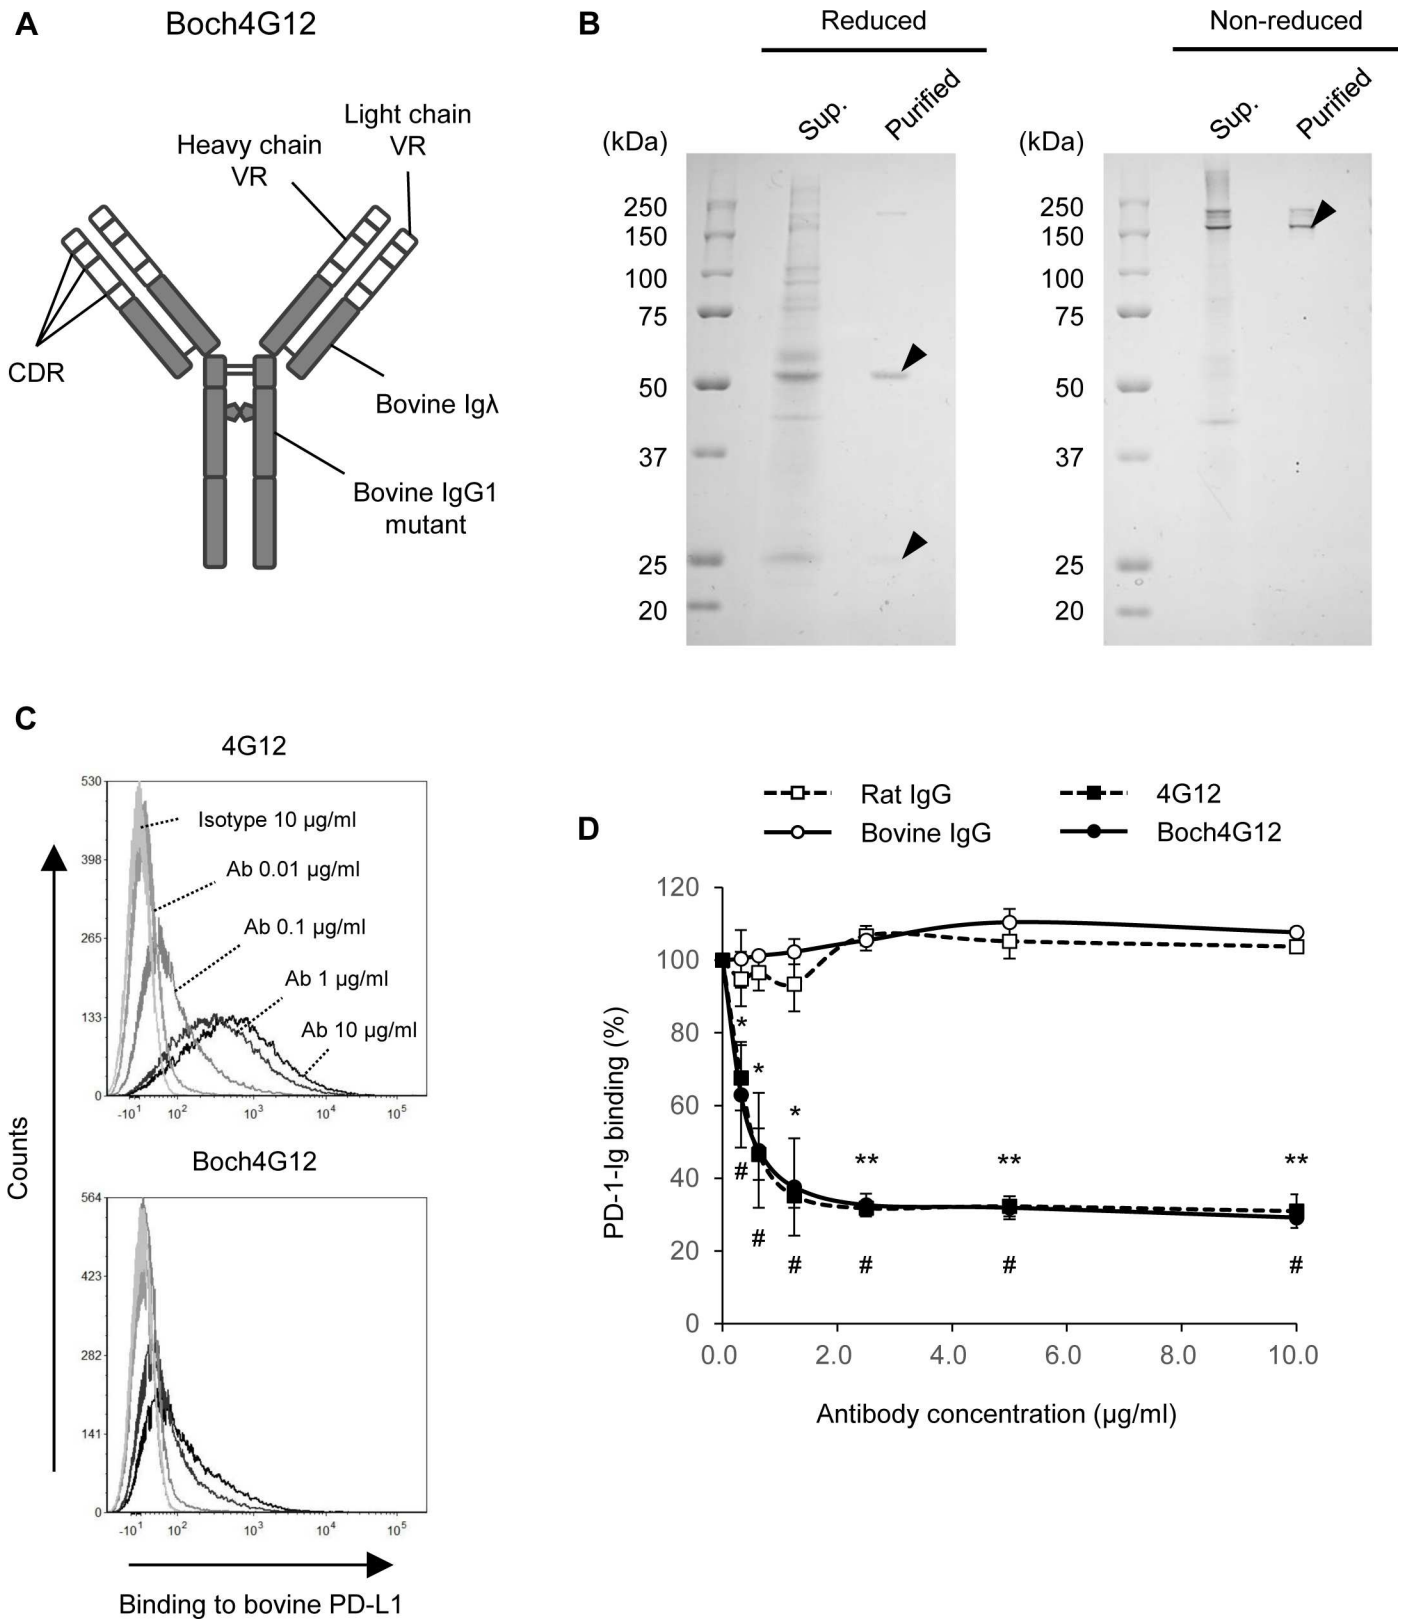 A
Boch4G12
Light chain
VR
Heavy chain
VR
CDR
Bovine Igλ
Bovine IgG1
mutant
B
Reduced
Non-reduced
Sup.
Purified
Sup.
Purified
(kDa)
250
150
100
75
50
37
25
20
(kDa)
250
150
100
75
50
37
25
20
C
4G12
530
398
265
133
0
Isotype 10 µg/ml
Ab 0.01 µg/ml
Ab 0.1 µg/ml
Ab 1 µg/ml
Ab 10 µg/ml
-10¹ 10² 10³ 10⁴ 10⁵
Boch4G12
564
423
282
141
0
-10¹ 10² 10³ 10⁴ 10⁵
Counts
Binding to bovine PD-L1
D
Rat IgG
4G12
Bovine IgG
Boch4G12
120
100
80
60
40
20
0
PD-1-Ig binding (%)
* * * ** ** **
# # # # # #
0.0 2.0 4.0 6.0 8.0 10.0
Antibody concentration (µg/ml)